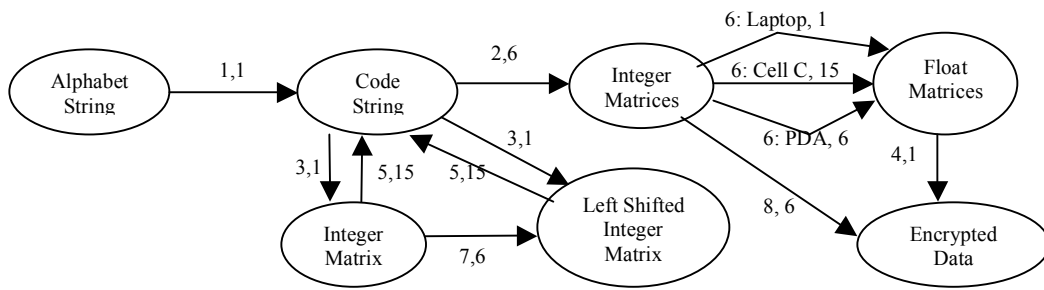 6: Laptop, 1
Alphabet
String
1,1
Code
String
2,6
Integer
Matrices
6: Cell C, 15
Float
Matrices
6: PDA, 6
3,1
5,15
5,15
3,1
4,1
8, 6
Integer
Matrix
7,6
Left Shifted
Integer
Matrix
Encrypted
Data